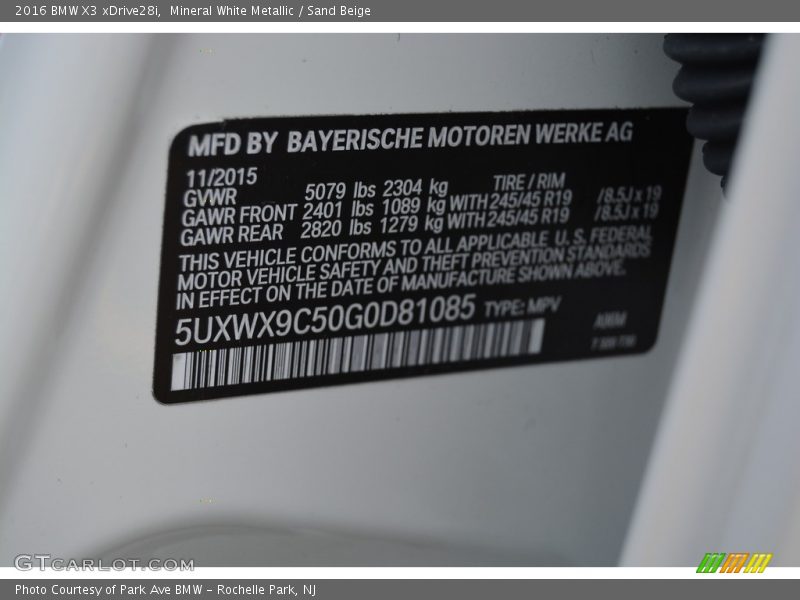 2016 BMW X3 xDrive28i, Mineral White Metallic / Sand Beige
MFD BY BAYERISCHE MOTOREN WERKE AG
11/2015
GVWR 5079 lbs 2304 kg TIRE / RIM
GAWR FRONT 2401 lbs 1089 kg WITH 245/45 R19 /8.5J x 19
GAWR REAR 2820 lbs 1279 kg WITH 245/45 R19 /8.5J x 19
THIS VEHICLE CONFORMS TO ALL APPLICABLE U. S. FEDERAL
MOTOR VEHICLE SAFETY AND THEFT PREVENTION STANDARDS
IN EFFECT ON THE DATE OF MANUFACTURE SHOWN ABOVE.
5UXWX9C50G0D81085 TYPE: MPV
GTCARLOT.COM
Photo Courtesy of Park Ave BMW - Rochelle Park, NJ